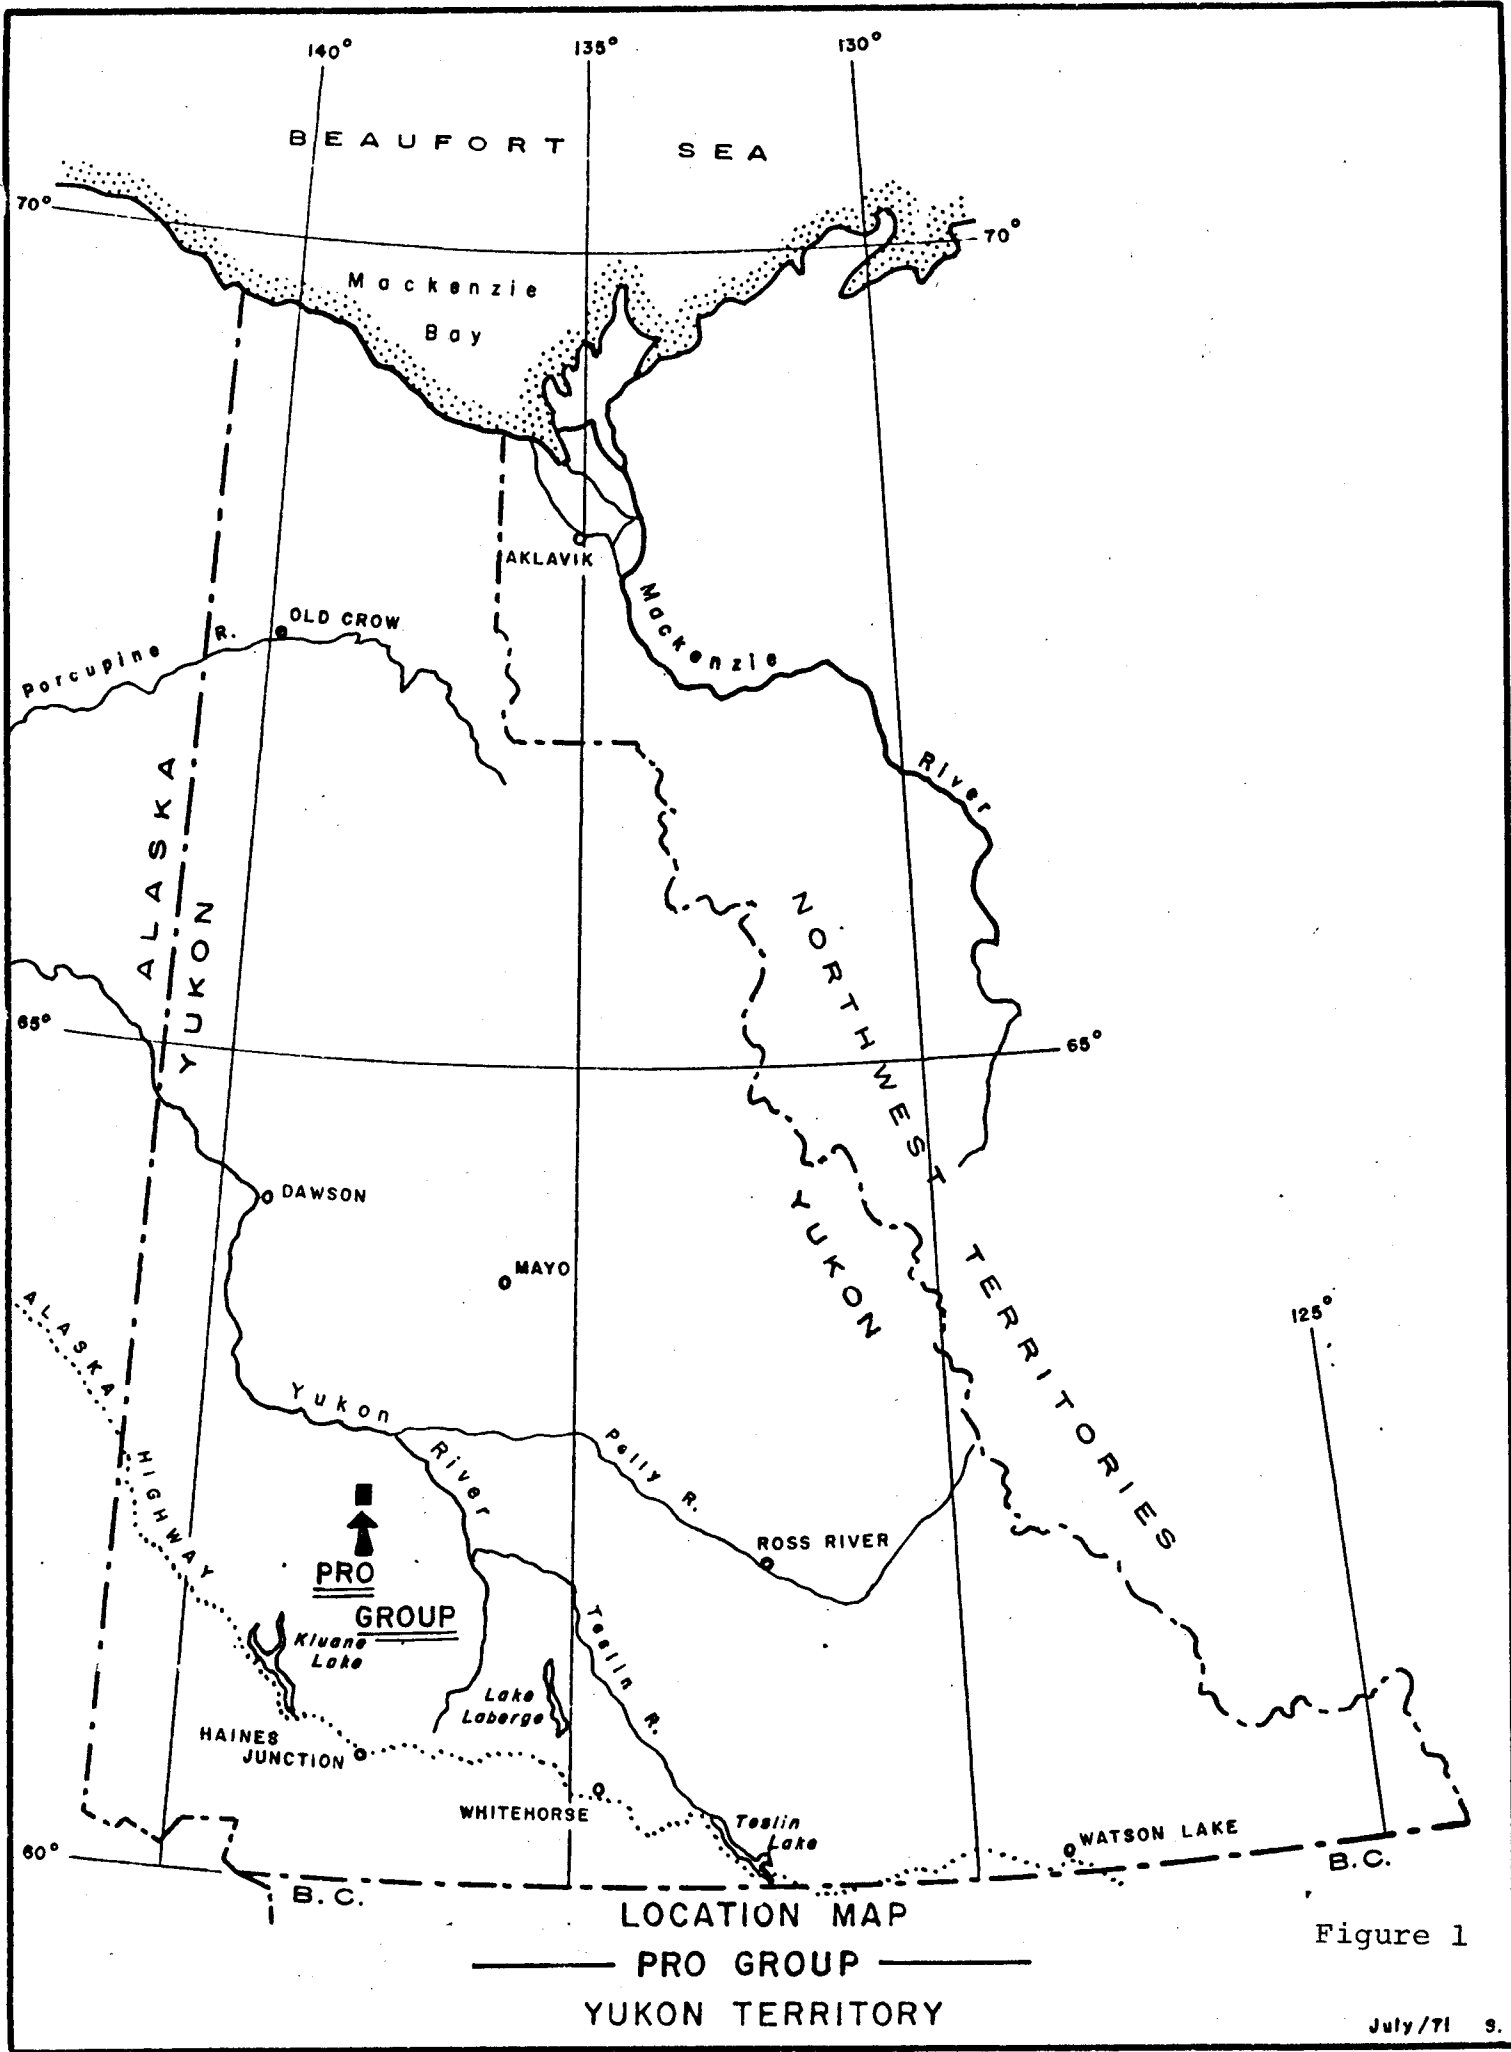 140° 135° 130°
BEAUFORT SEA
70°
70°
Mackenzie
Bay
AKLAVIK
OLD CROW
Porcupine R.
Mackenzie
River
ALASKA
YUKON
NORTHWEST TERRITORIES
65°
65°
DAWSON
YUKON
MAYO
125°
ALASKA
HIGHWAY
Yukon
River
Pelly R.
ROSS RIVER
PRO
GROUP
Kluane
Lake
Teslin R.
Lake
Laberge
HAINES
JUNCTION
WHITEHORSE
Teslin
Lake
WATSON LAKE
60°
B.C.
B.C.
LOCATION MAP
PRO GROUP
YUKON TERRITORY
Figure 1
July/71 S.